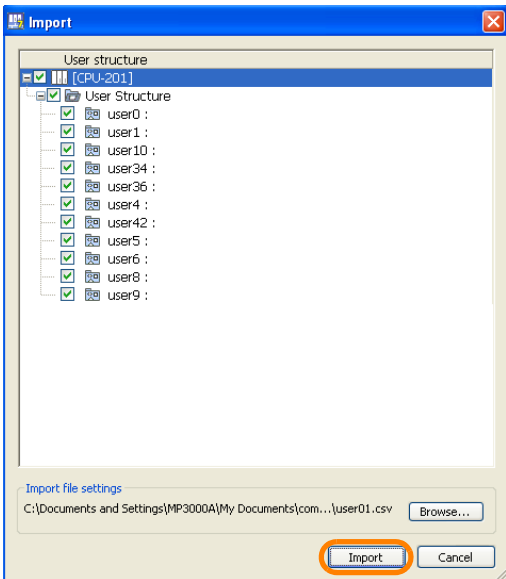 Import
User structure
[CPU-201]
User Structure
user0 :
user1 :
user10 :
user34 :
user36 :
user4 :
user42 :
user5 :
user6 :
user8 :
user9 :
Import file settings
C:\Documents and Settings\MP3000A\My Documents\com...\user01.csv
Browse...
Import
Cancel